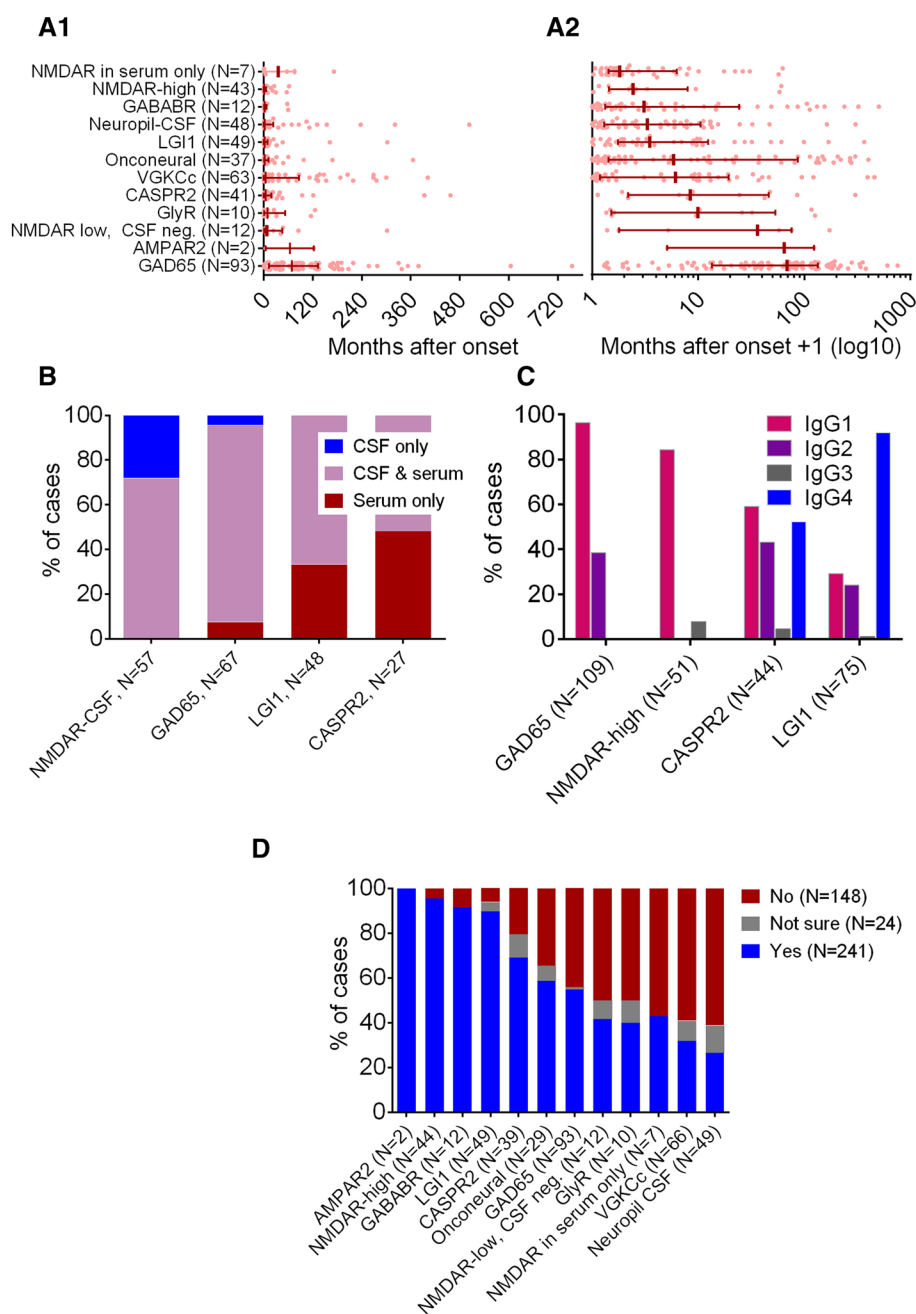 A1
A2
NMDAR in serum only (N=7)
NMDAR-high (N=43)
GABABR (N=12)
Neuropil-CSF (N=48)
LGI1 (N=49)
Onconeural (N=37)
VGKCc (N=63)
CASPR2 (N=41)
GlyR (N=10)
NMDAR low, CSF neg. (N=12)
AMPAR2 (N=2)
GAD65 (N=93)
0 120 240 360 480 600 720
Months after onset
1 10 100 1000
Months after onset +1 (log10)
B
% of cases
100
80
60
40
20
0
CSF only
CSF & serum
Serum only
NMDAR-CSF, N=57
GAD65, N=67
LGI1, N=48
CASPR2, N=27
C
% of cases
100
80
60
40
20
0
IgG1
IgG2
IgG3
IgG4
GAD65 (N=109)
NMDAR-high (N=51)
CASPR2 (N=44)
LGI1 (N=75)
D
% of cases
100
80
60
40
20
0
No (N=148)
Not sure (N=24)
Yes (N=241)
AMPAR2 (N=2)
NMDAR-high (N=44)
GABABR (N=12)
LGI1 (N=49)
CASPR2 (N=39)
Onconeural (N=29)
GAD65 (N=93)
NMDAR-low, CSF neg. (N=12)
GlyR (N=10)
NMDAR in serum only (N=7)
VGKCc (N=66)
Neuropil CSF (N=49)